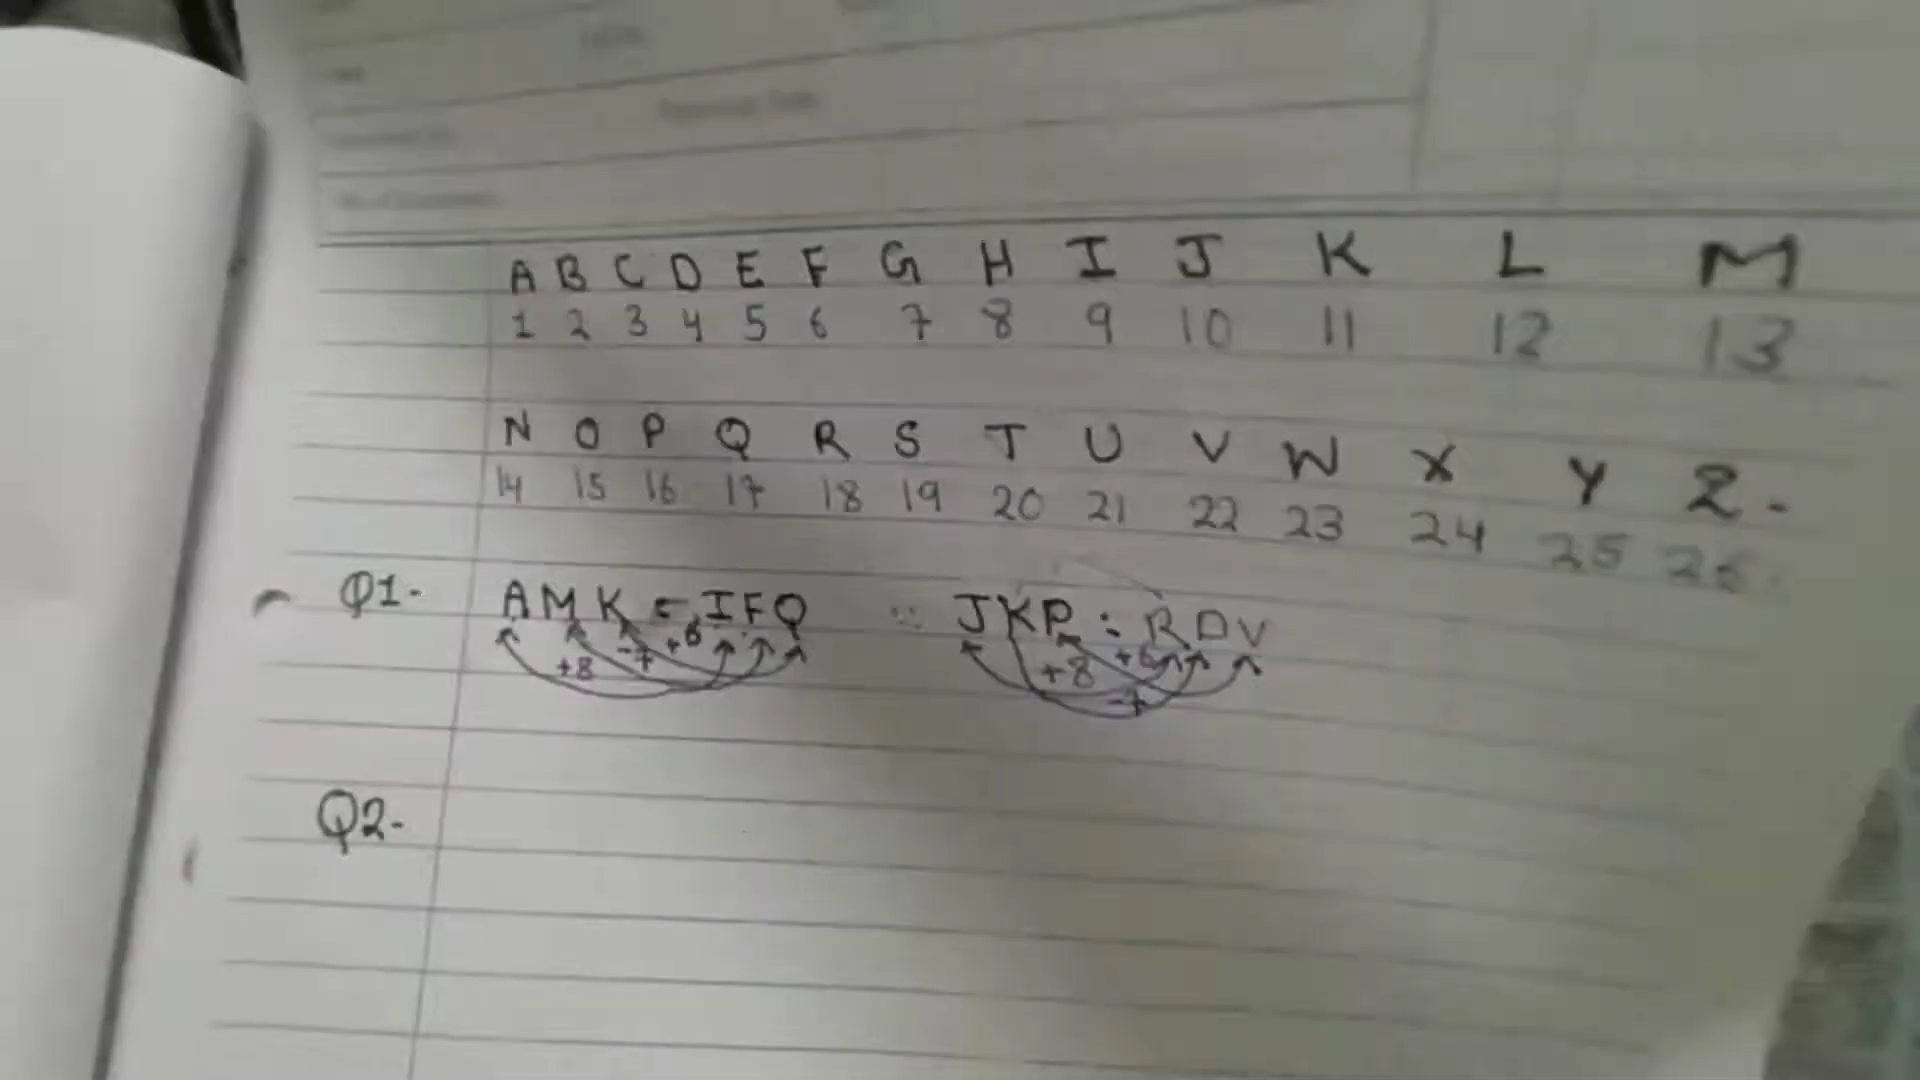 A B C D E F G H I J K L M
1 2 3 4 5 6 7 8 9 10 11 12 13
N O P Q R S T U V W X Y Z.
14 15 16 17 18 19 20 21 22 23 24 25 26.
Q1. AMK = IFQ :: JKP : RDV
+8 -7 +6 +8 +6 -7
Q2-